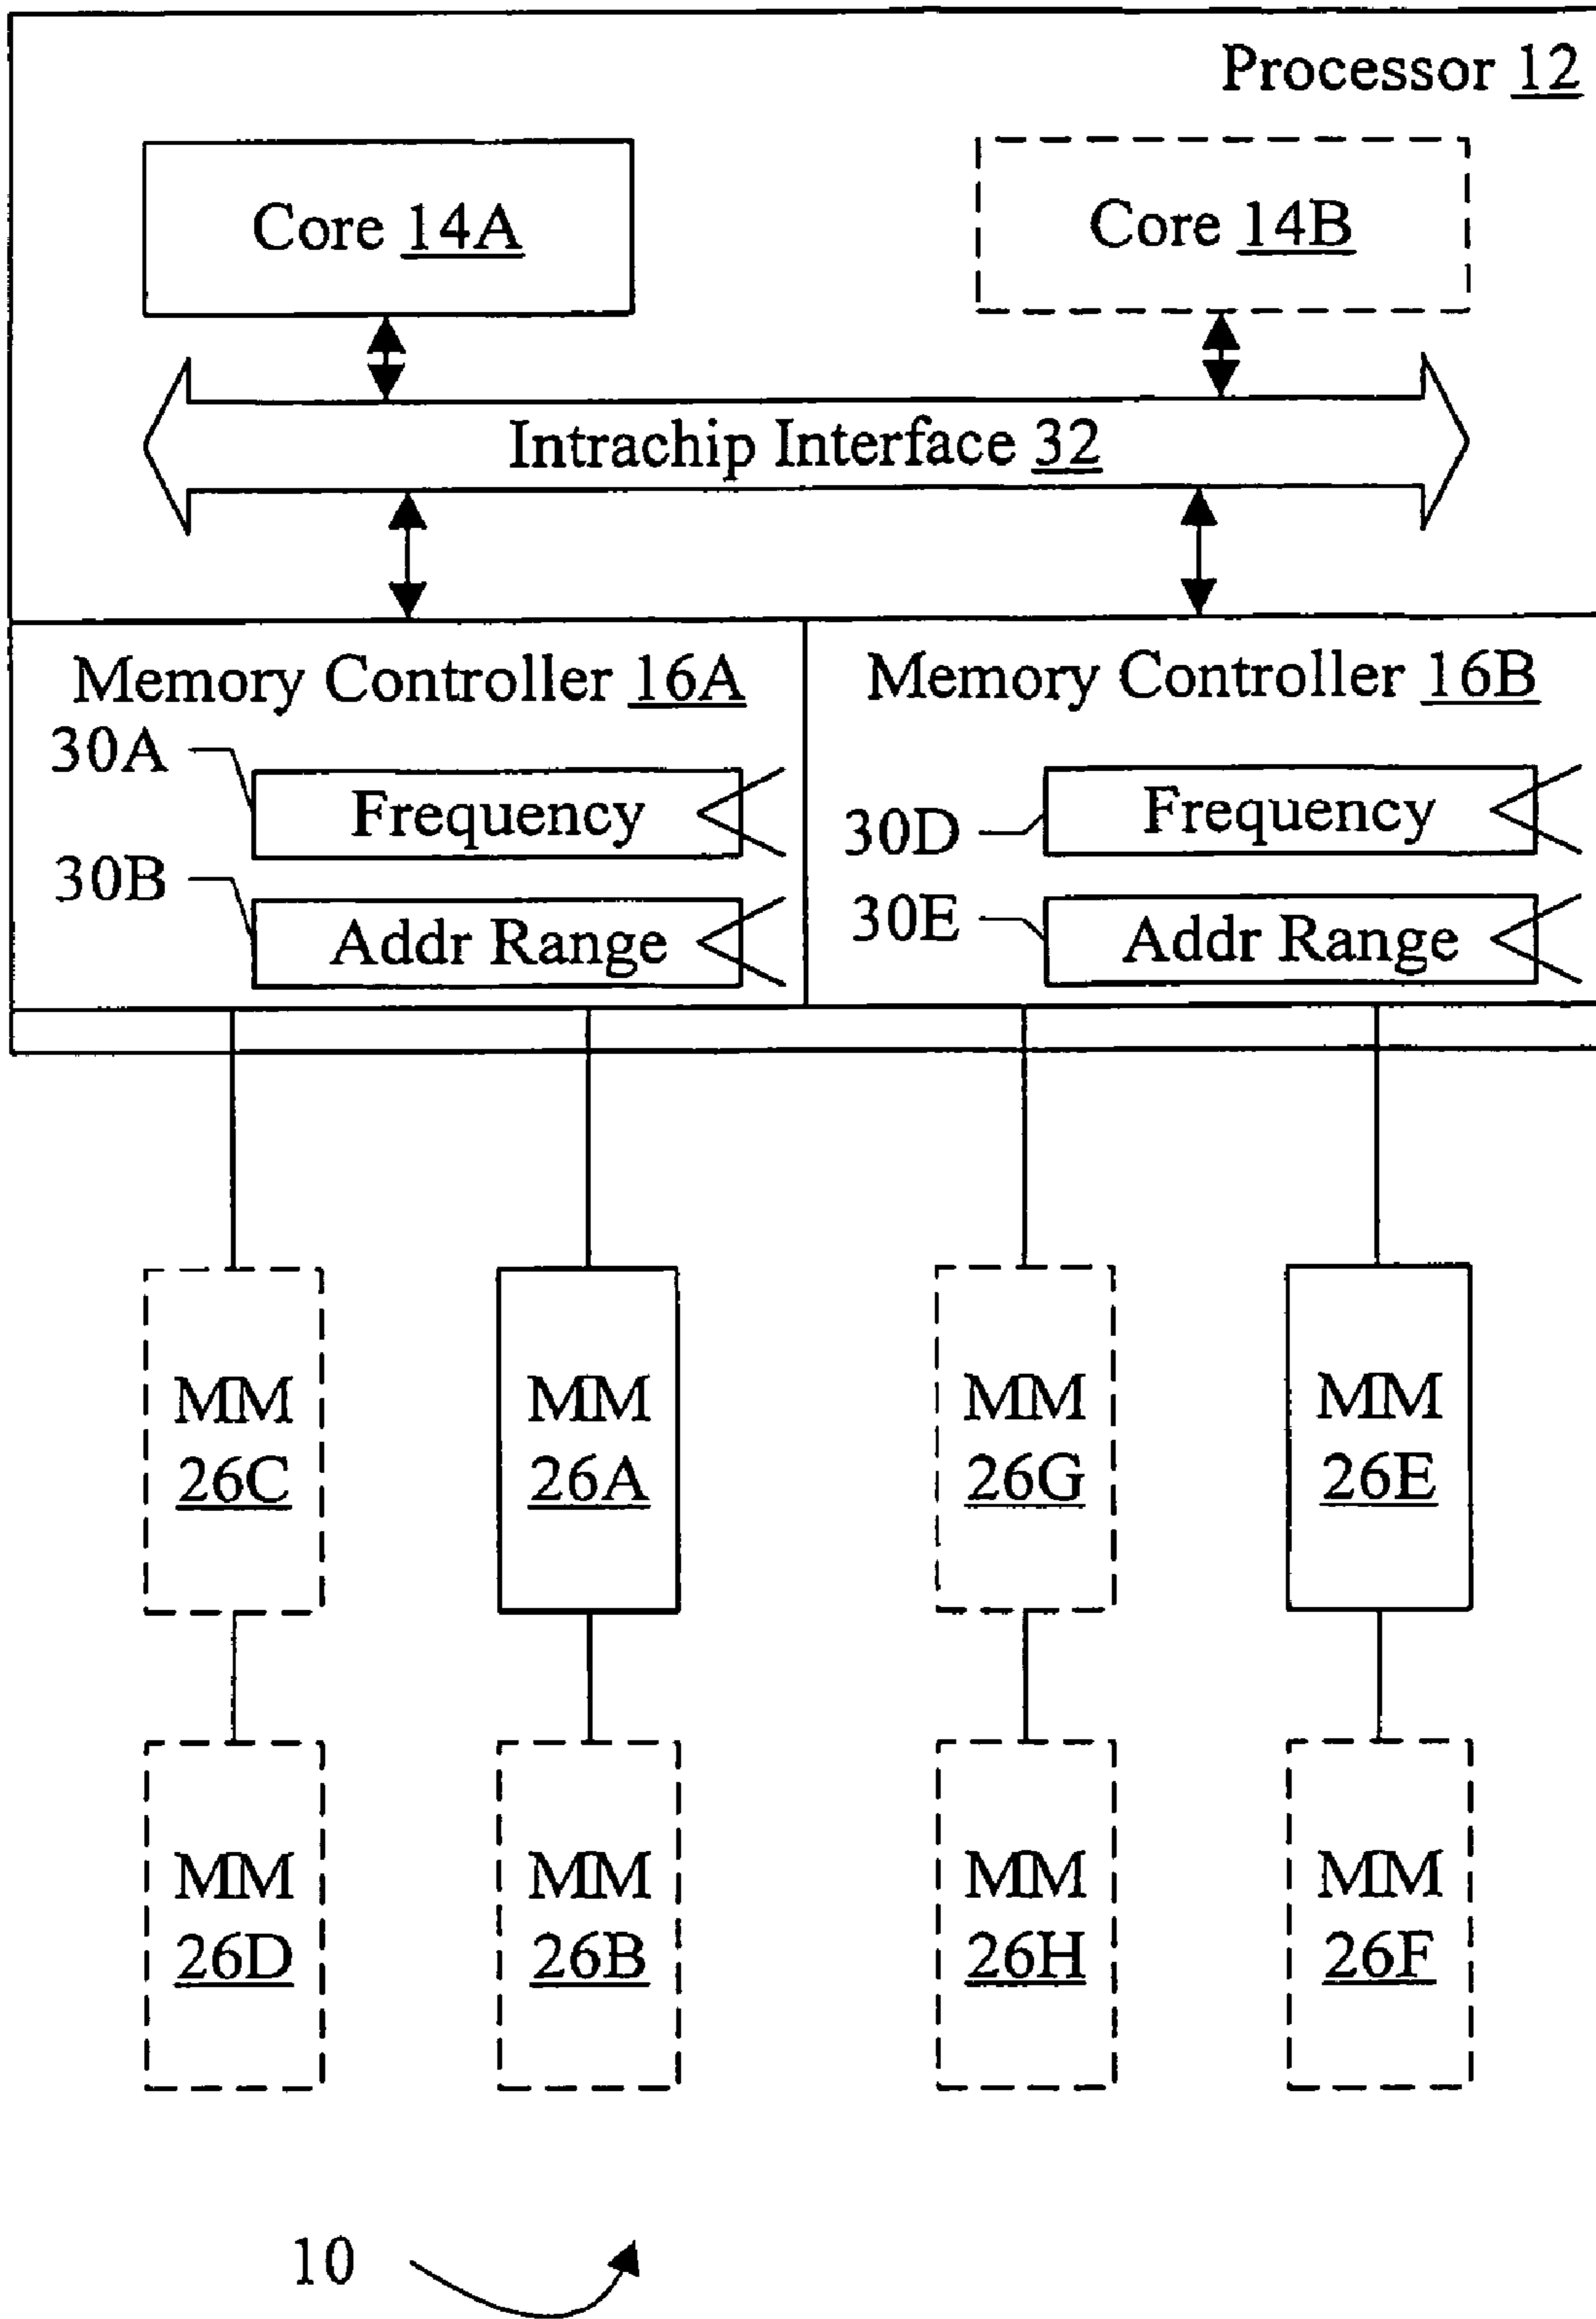 Processor 12
Core 14A
Core 14B
Intrachip Interface 32
Memory Controller 16A
Memory Controller 16B
30A
Frequency
30B
Addr Range
30D
Frequency
30E
Addr Range
MM
26C
MM
26A
MM
26G
MM
26E
MM
26D
MM
26B
MM
26H
MM
26F
10